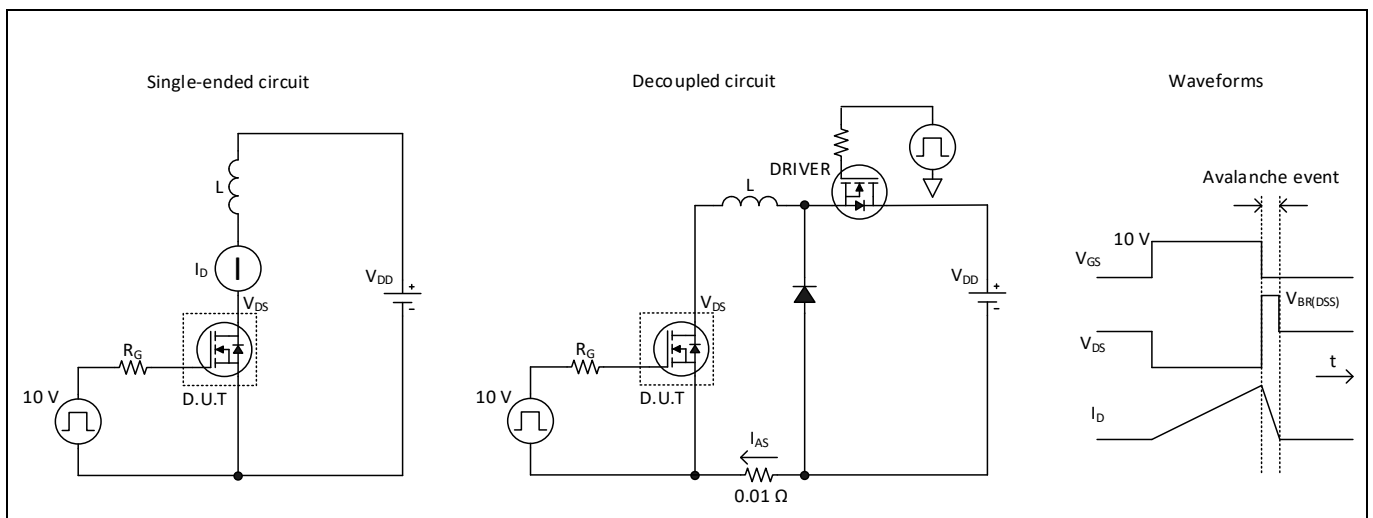 Single-ended circuit
L
I_D
V_DD
+
-
V_DS
R_G
10 V
D.U.T
Decoupled circuit
DRIVER
L
V_DD
+
-
V_DS
R_G
10 V
D.U.T
I_AS
0.01 Ω
Waveforms
Avalanche event
10 V
V_GS
V_BR(DSS)
V_DS
t
I_D